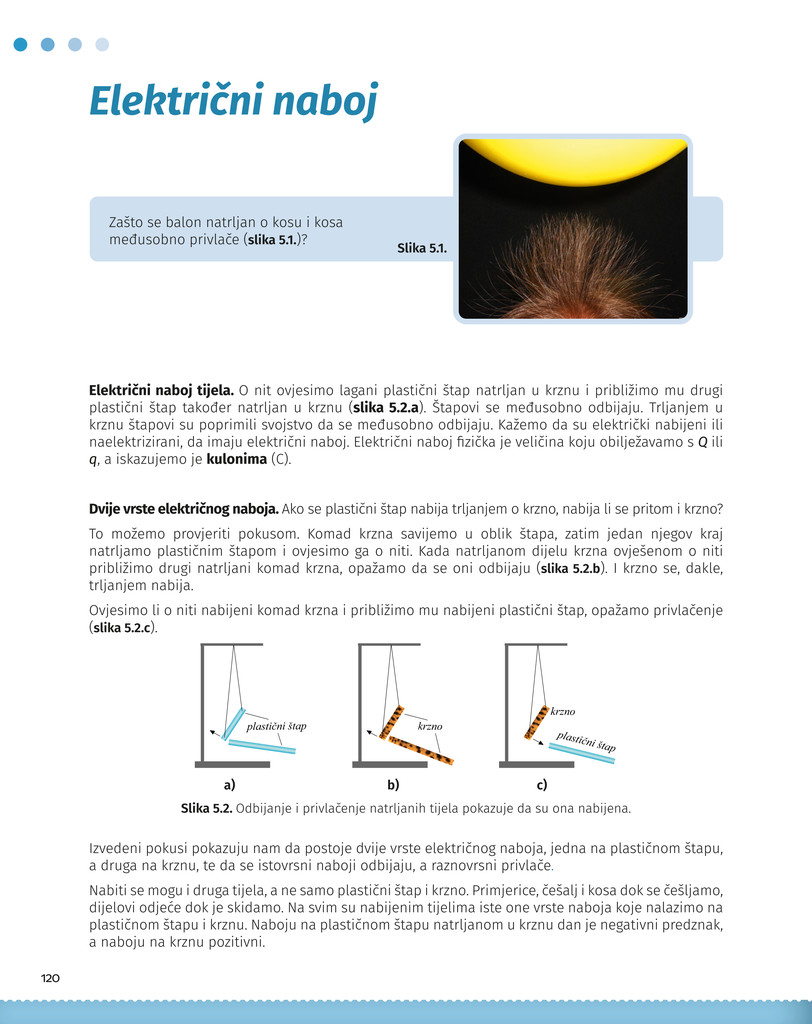 Električni naboj
Zašto se balon natrljan o kosu i kosa
međusobno privlače (slika 5.1.)?
Slika 5.1.
Električni naboj tijela. O nit ovjesimo lagani plastični štap natrljan u krznu i približimo mu drugi
plastični štap također natrljan u krznu (slika 5.2.a). Štapovi se međusobno odbijaju. Trljanjem u
krznu štapovi su poprimili svojstvo da se međusobno odbijaju. Kažemo da su električki nabijeni ili
naelektrizirani, da imaju električni naboj. Električni naboj fizička je veličina koju obilježavamo s Q ili
q, a iskazujemo je kulonima (C).
Dvije vrste električnog naboja. Ako se plastični štap nabija trljanjem o krzno, nabija li se pritom i krzno?
To možemo provjeriti pokusom. Komad krzna savijemo u oblik štapa, zatim jedan njegov kraj
natrljamo plastičnim štapom i ovjesimo ga o niti. Kada natrljanom dijelu krzna ovješenom o niti
približimo drugi natrljani komad krzna, opažamo da se oni odbijaju (slika 5.2.b). I krzno se, dakle,
trljanjem nabija.
Ovjesimo li o niti nabijeni komad krzna i približimo mu nabijeni plastični štap, opažamo privlačenje
(slika 5.2.c).
plastični štap
krzno
krzno
plastični štap
a)
b)
c)
Slika 5.2. Odbijanje i privlačenje natrljanih tijela pokazuje da su ona nabijena.
Izvedeni pokusi pokazuju nam da postoje dvije vrste električnog naboja, jedna na plastičnom štapu,
a druga na krznu, te da se istovrsni naboji odbijaju, a raznovrsni privlače.
Nabiti se mogu i druga tijela, a ne samo plastični štap i krzno. Primjerice, češalj i kosa dok se češljamo,
dijelovi odjeće dok je skidamo. Na svim su nabijenim tijelima iste one vrste naboja koje nalazimo na
plastičnom štapu i krznu. Naboju na plastičnom štapu natrljanom u krznu dan je negativni predznak,
a naboju na krznu pozitivni.
120